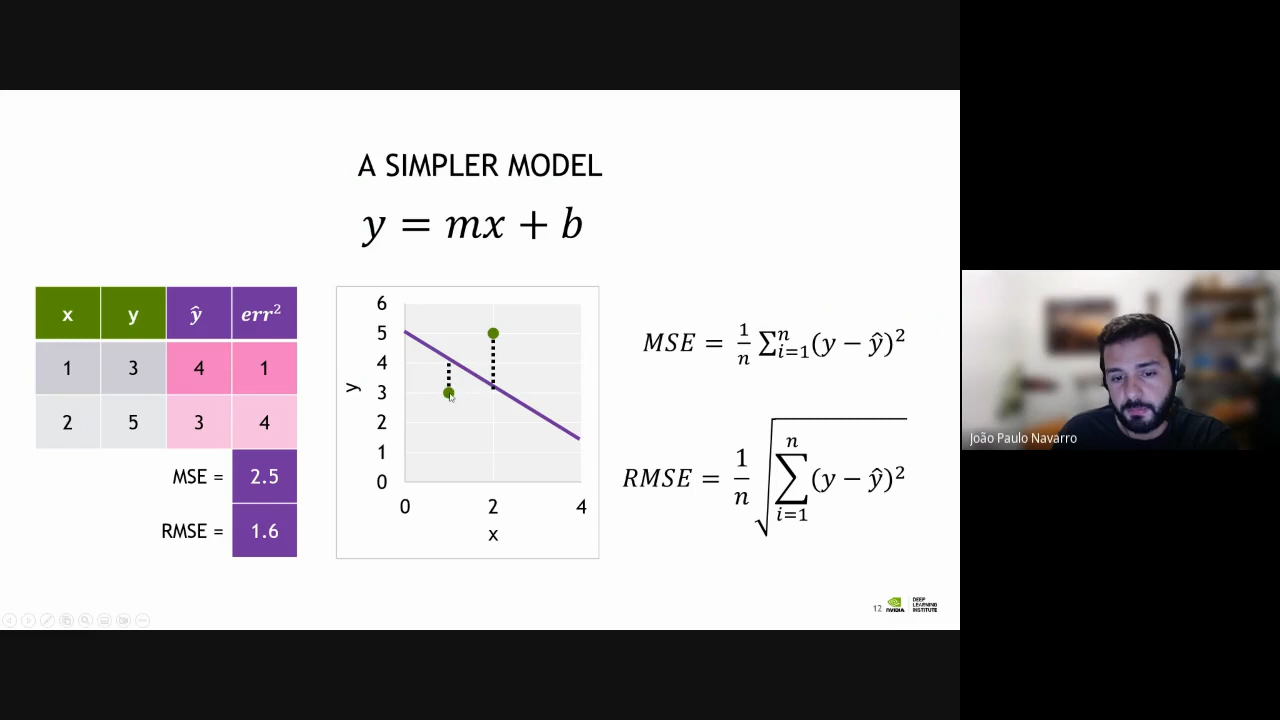 A SIMPLER MODEL
y = mx + b
x y ŷ err²
1 3 4 1
2 5 3 4
MSE = 2.5
RMSE = 1.6
6
5
4
3
2
1
0
y
0 2 4
x
MSE = 1/n ∑ⁿᵢ₌₁(y − ŷ)²
RMSE = 1/n √∑ⁿᵢ₌₁(y − ŷ)²
12 NVIDIA DEEP LEARNING INSTITUTE
João Paulo Navarro